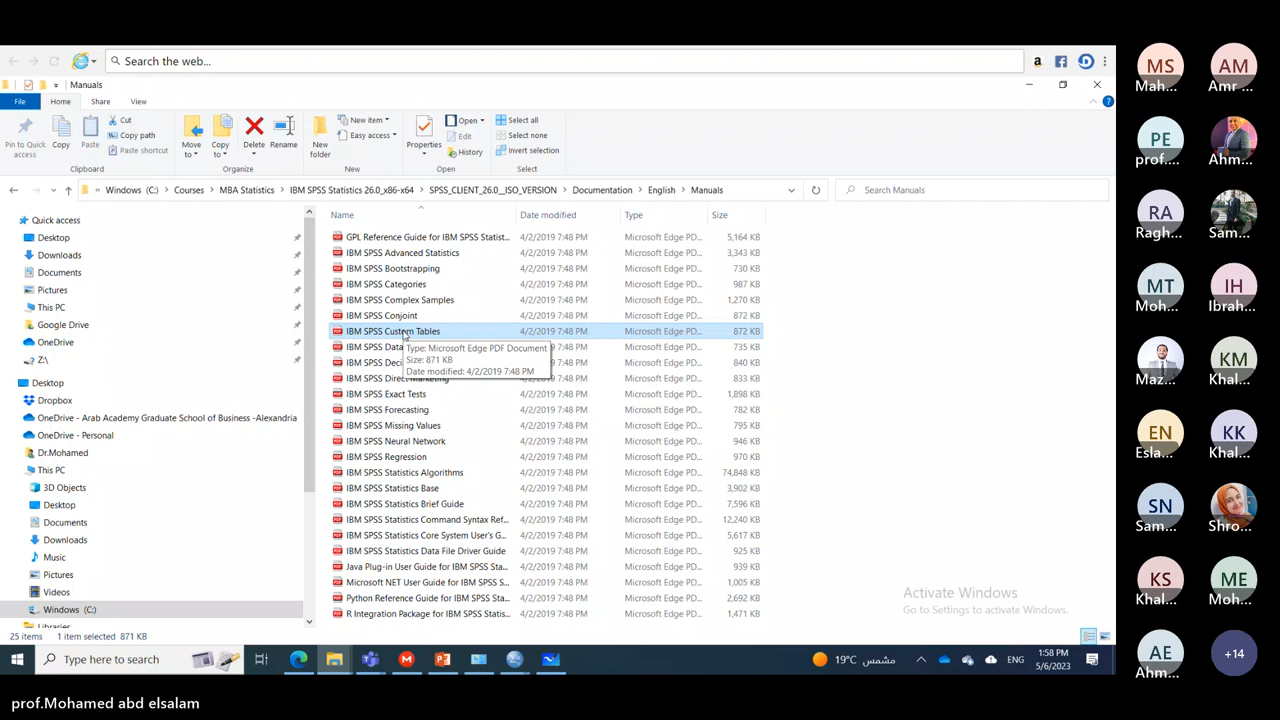 Search the web...
Manuals
File Home Share View
Pin to Quick access
Copy
Paste
Cut
Copy path
Paste shortcut
Clipboard
Move to
Copy to
Delete
Rename
Organize
New folder
New item
Easy access
New
Properties
Open
Edit
History
Open
Select all
Select none
Invert selection
Select
« Windows (C:) > Courses > MBA Statistics > IBM SPSS Statistics 26.0_x86-x64 > SPSS_CLIENT_26.0__ISO_VERSION > Documentation > English > Manuals
Search Manuals
Quick access
Desktop
Downloads
Documents
Pictures
This PC
Google Drive
OneDrive
Z:\
Desktop
Dropbox
OneDrive - Arab Academy Graduate School of Business -Alexandria
OneDrive - Personal
Dr.Mohamed
This PC
3D Objects
Desktop
Documents
Downloads
Music
Pictures
Videos
Windows (C:)
Name Date modified Type Size
GPL Reference Guide for IBM SPSS Statist... 4/2/2019 7:48 PM Microsoft Edge PD... 5,164 KB
IBM SPSS Advanced Statistics 4/2/2019 7:48 PM Microsoft Edge PD... 3,343 KB
IBM SPSS Bootstrapping 4/2/2019 7:48 PM Microsoft Edge PD... 730 KB
IBM SPSS Categories 4/2/2019 7:48 PM Microsoft Edge PD... 987 KB
IBM SPSS Complex Samples 4/2/2019 7:48 PM Microsoft Edge PD... 1,270 KB
IBM SPSS Conjoint 4/2/2019 7:48 PM Microsoft Edge PD... 872 KB
IBM SPSS Custom Tables 4/2/2019 7:48 PM Microsoft Edge PD... 872 KB
IBM SPSS Data 4/2/2019 7:48 PM Microsoft Edge PD... 735 KB
IBM SPSS Deci 4/2/2019 7:48 PM Microsoft Edge PD... 840 KB
IBM SPSS Direct Marketing 4/2/2019 7:48 PM Microsoft Edge PD... 833 KB
IBM SPSS Exact Tests 4/2/2019 7:48 PM Microsoft Edge PD... 1,898 KB
IBM SPSS Forecasting 4/2/2019 7:48 PM Microsoft Edge PD... 782 KB
IBM SPSS Missing Values 4/2/2019 7:48 PM Microsoft Edge PD... 795 KB
IBM SPSS Neural Network 4/2/2019 7:48 PM Microsoft Edge PD... 946 KB
IBM SPSS Regression 4/2/2019 7:48 PM Microsoft Edge PD... 970 KB
IBM SPSS Statistics Algorithms 4/2/2019 7:48 PM Microsoft Edge PD... 74,848 KB
IBM SPSS Statistics Base 4/2/2019 7:48 PM Microsoft Edge PD... 3,902 KB
IBM SPSS Statistics Brief Guide 4/2/2019 7:48 PM Microsoft Edge PD... 7,596 KB
IBM SPSS Statistics Command Syntax Ref... 4/2/2019 7:48 PM Microsoft Edge PD... 12,240 KB
IBM SPSS Statistics Core System User's G... 4/2/2019 7:48 PM Microsoft Edge PD... 5,617 KB
IBM SPSS Statistics Data File Driver Guide 4/2/2019 7:48 PM Microsoft Edge PD... 925 KB
Java Plug-in User Guide for IBM SPSS Sta... 4/2/2019 7:48 PM Microsoft Edge PD... 939 KB
Microsoft NET User Guide for IBM SPSS S... 4/2/2019 7:48 PM Microsoft Edge PD... 1,005 KB
Python Reference Guide for IBM SPSS Sta... 4/2/2019 7:48 PM Microsoft Edge PD... 2,692 KB
R Integration Package for IBM SPSS Statis... 4/2/2019 7:48 PM Microsoft Edge PD... 1,471 KB
Type: Microsoft Edge PDF Document
Size: 871 KB
Date modified: 4/2/2019 7:48 PM
Activate Windows
Go to Settings to activate Windows.
25 items 1 item selected 871 KB
Type here to search
19°C مشمس
ENG
1:58 PM
5/6/2023
MS
Mah...
AM
Amr ...
PE
prof....
Ahm...
RA
Ragh...
Sam...
MT
Moh...
IH
Ibrah...
Maz...
KM
Khal...
EN
Esla...
KK
Khal...
SN
Sam...
Shro...
KS
Khal...
ME
Moh...
AE
Ahm...
+14
prof.Mohamed abd elsalam